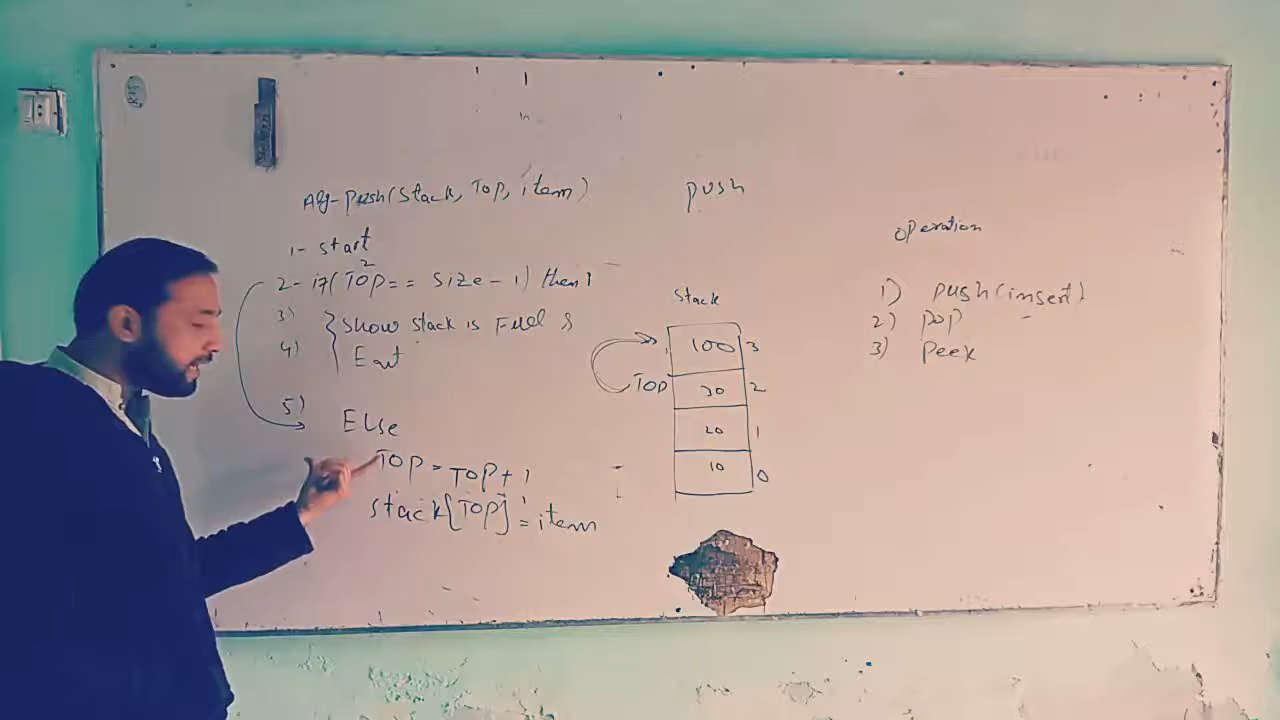 Alg-push(Stack, Top, item)
1- start
2
2- if(TOP == Size - 1) then
3) { Show Stack is Full &
4) Exit
5) Else
TOP = TOP + 1
Stack[TOP] = item
push
Stack
100 3
TOP 30 2
20 1
10 0
operation
1) push(insert)
2) pop
3) peek